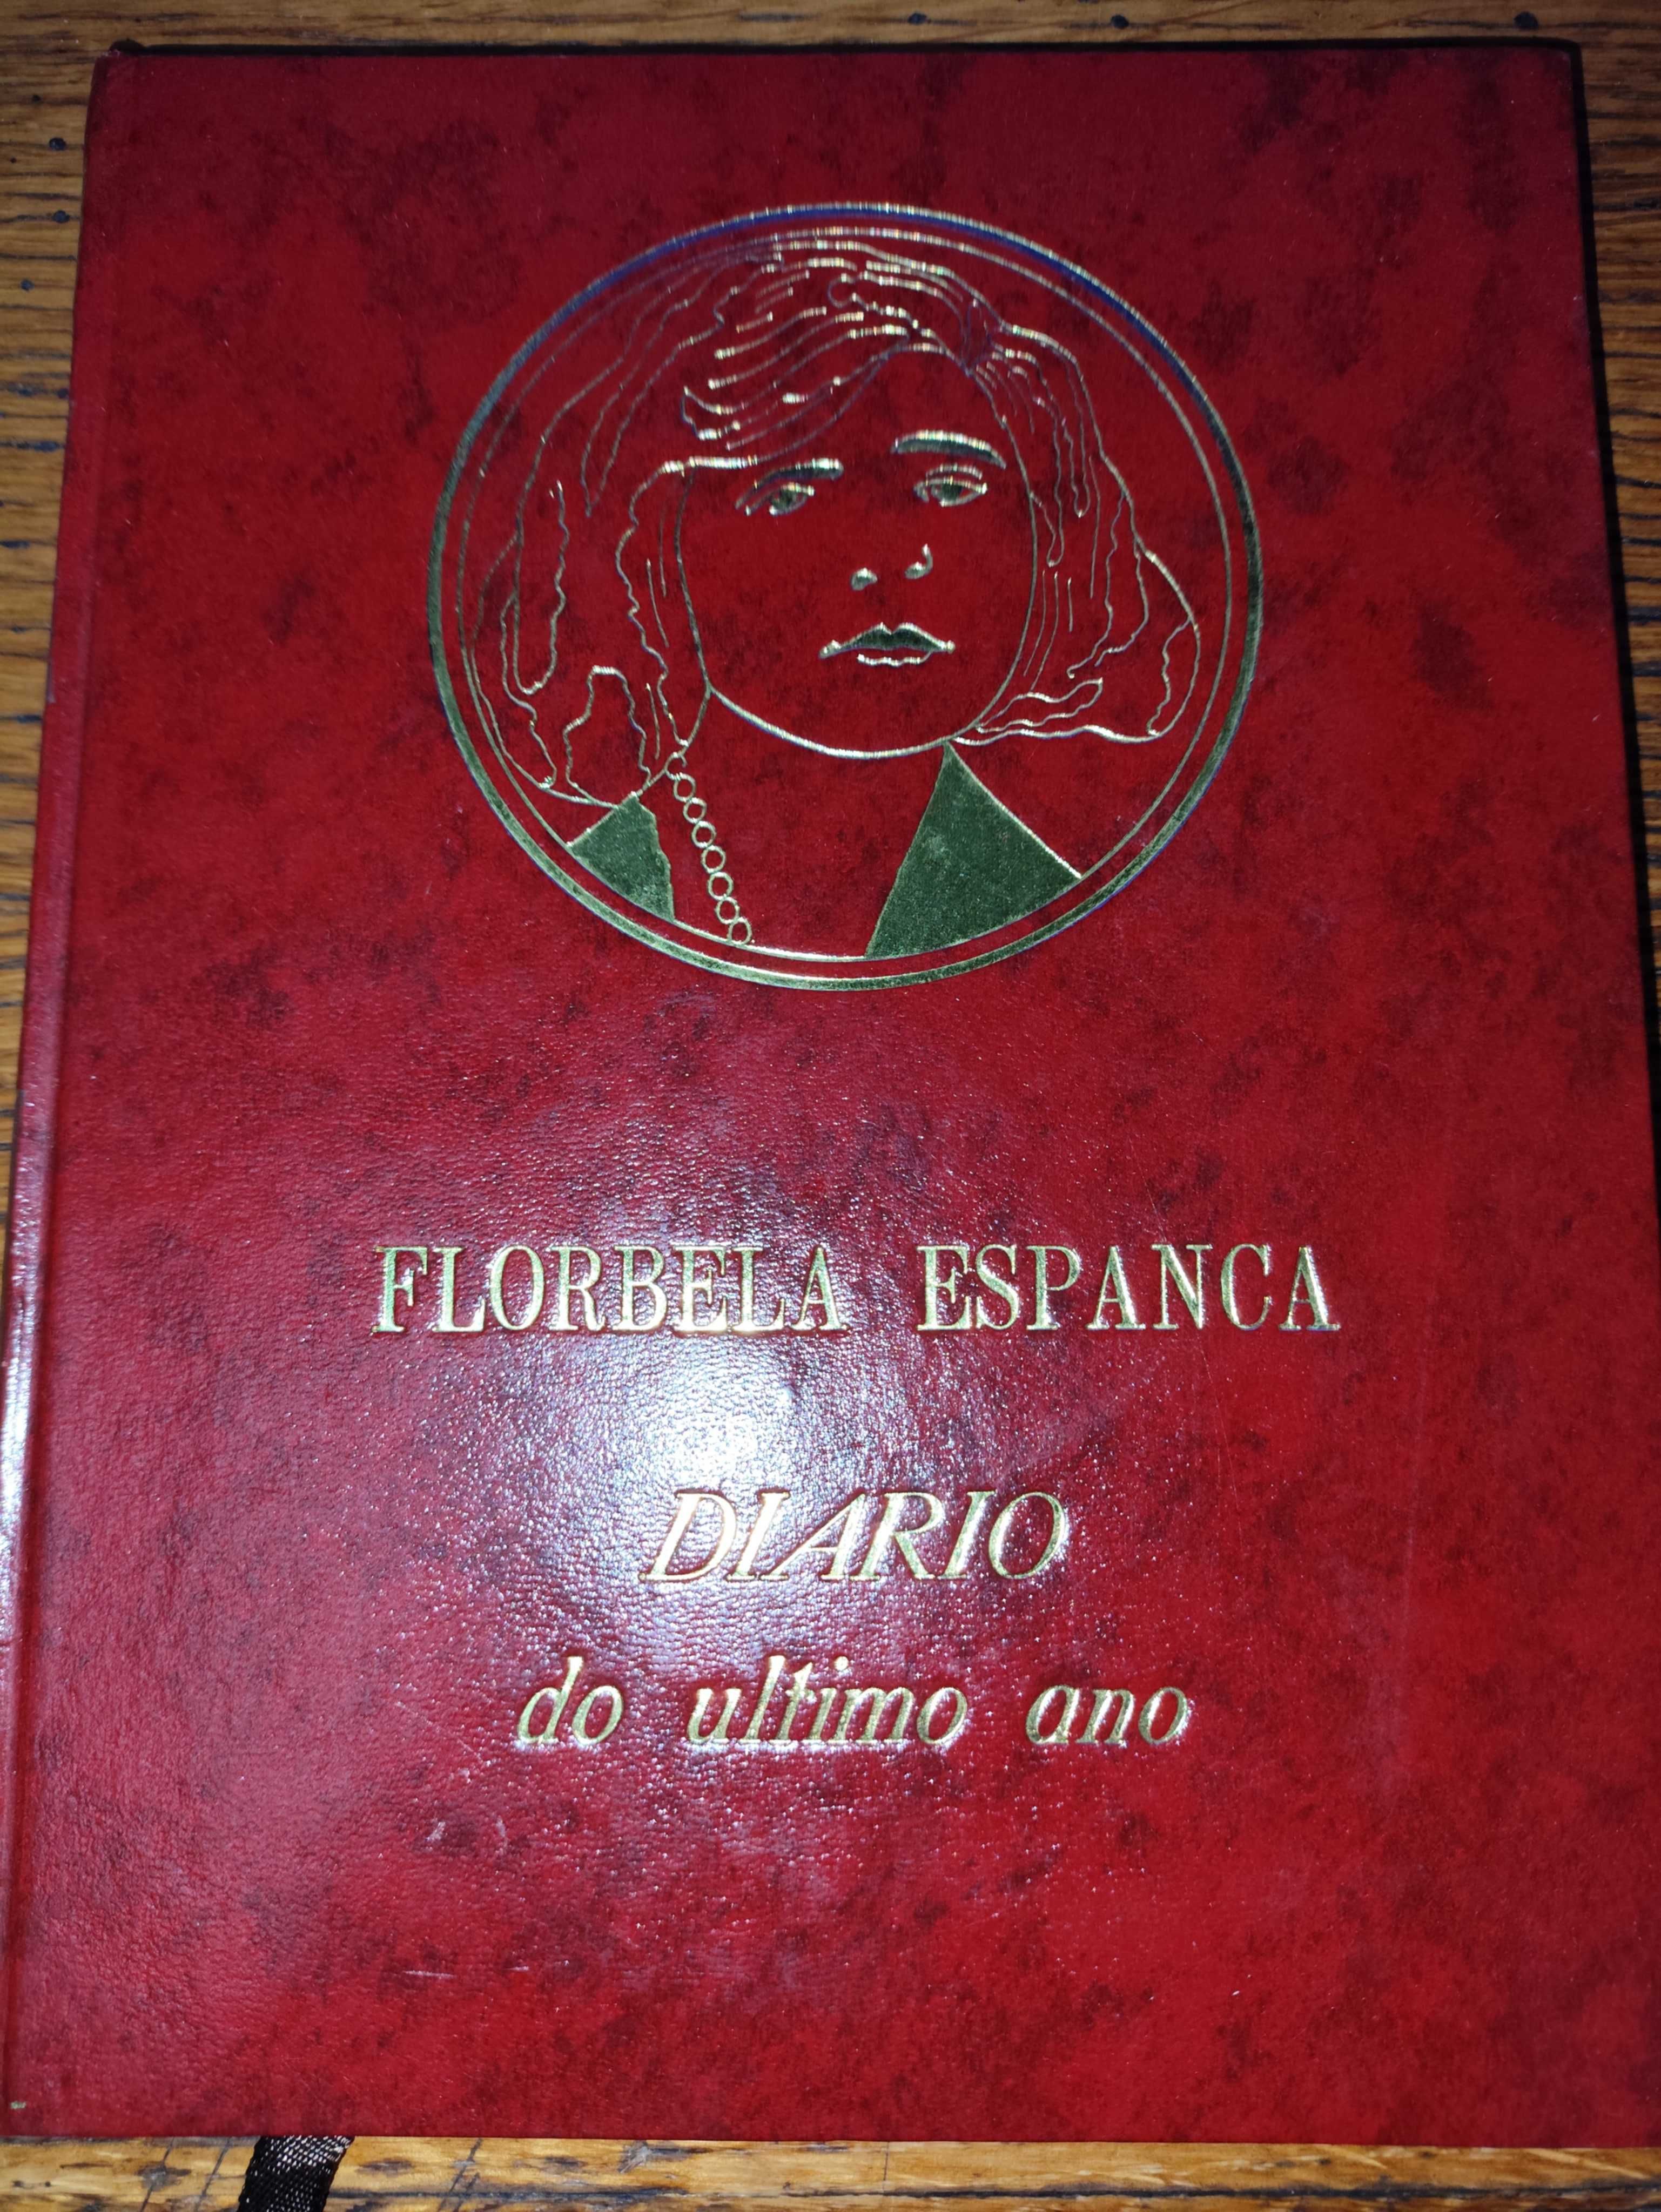 FLORBELA ESPANCA
DIARIO
do ultimo ano